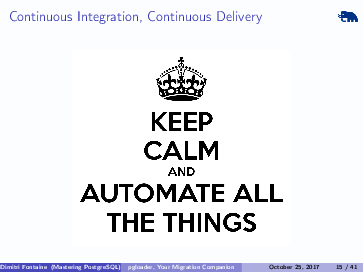 Continuous Integration, Continuous Delivery
KEEP
CALM
AND
AUTOMATE ALL
THE THINGS
Dimitri Fontaine (Mastering PostgreSQL) pgloader, Your Migration Companion October 25, 2017 15 / 41